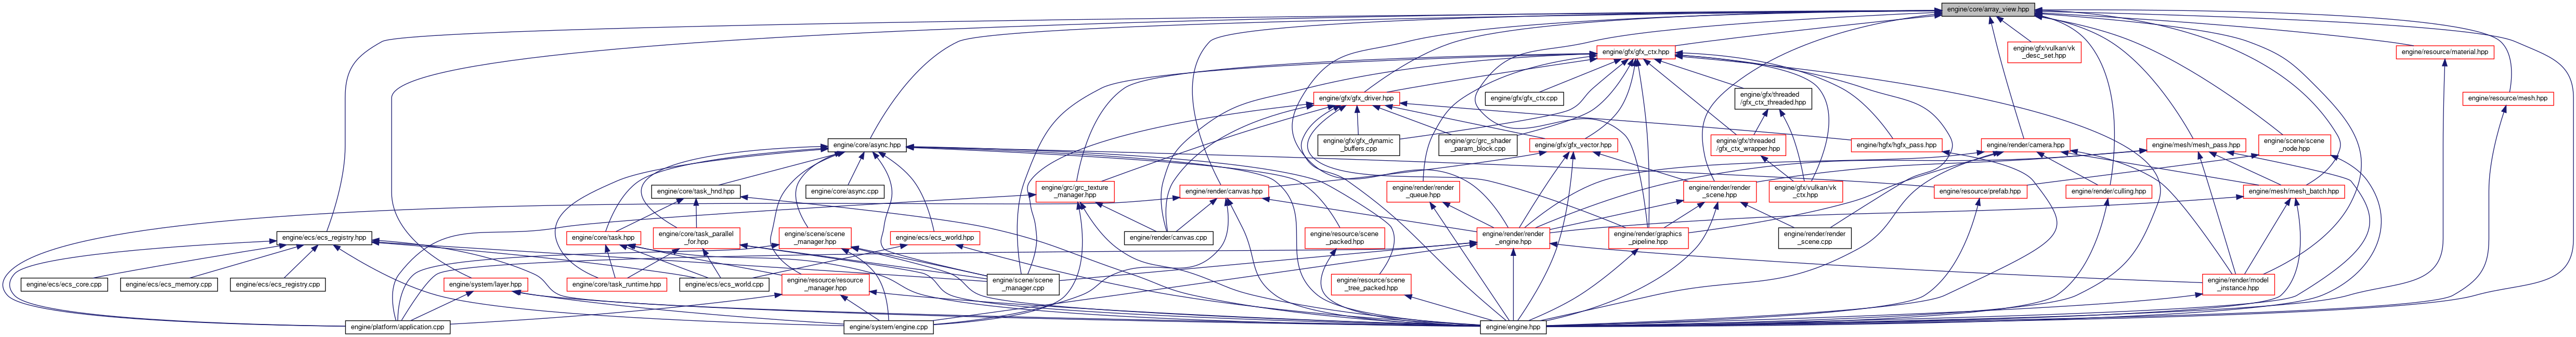 engine/core/array_view.hpp
engine/gfx/gfx_ctx.hpp
engine/gfx/vulkan/vk
_desc_set.hpp
engine/resource/material.hpp
engine/gfx/gfx_driver.hpp
engine/gfx/gfx_ctx.cpp
engine/gfx/threaded
/gfx_ctx_threaded.hpp
engine/resource/mesh.hpp
engine/core/async.hpp
engine/gfx/gfx_dynamic
_buffers.cpp
engine/grc/grc_shader
_param_block.cpp
engine/gfx/gfx_vector.hpp
engine/gfx/threaded
/gfx_ctx_wrapper.hpp
engine/hgfx/hgfx_pass.hpp
engine/render/camera.hpp
engine/mesh/mesh_pass.hpp
engine/scene/scene
_node.hpp
engine/core/task_hnd.hpp
engine/core/async.cpp
engine/gc/grc_texture
_manager.hpp
engine/render/canvas.hpp
engine/render/render
_queue.hpp
engine/render/render
_scene.hpp
engine/gfx/vulkan/vk
_ctx.hpp
engine/resource/prefab.hpp
engine/render/culling.hpp
engine/mesh/mesh_batch.hpp
engine/ecs/ecs_registry.hpp
engine/core/task.hpp
engine/core/task_parallel
_for.hpp
engine/scene/scene
_manager.hpp
engine/ecs/ecs_world.hpp
engine/render/canvas.cpp
engine/resource/scene
_packed.hpp
engine/render/render
_engine.hpp
engine/render/graphics
_pipeline.hpp
engine/render/render
_scene.cpp
engine/ecs/ecs_core.cpp
engine/ecs/ecs_memory.cpp
engine/ecs/ecs_registry.cpp
engine/system/layer.hpp
engine/core/task_runtime.hpp
engine/ecs/ecs_world.cpp
engine/resource/resource
_manager.hpp
engine/scene/scene
_manager.cpp
engine/resource/scene
_tree_packed.hpp
engine/render/model
_instance.hpp
engine/platform/application.cpp
engine/system/engine.cpp
engine/engine.hpp